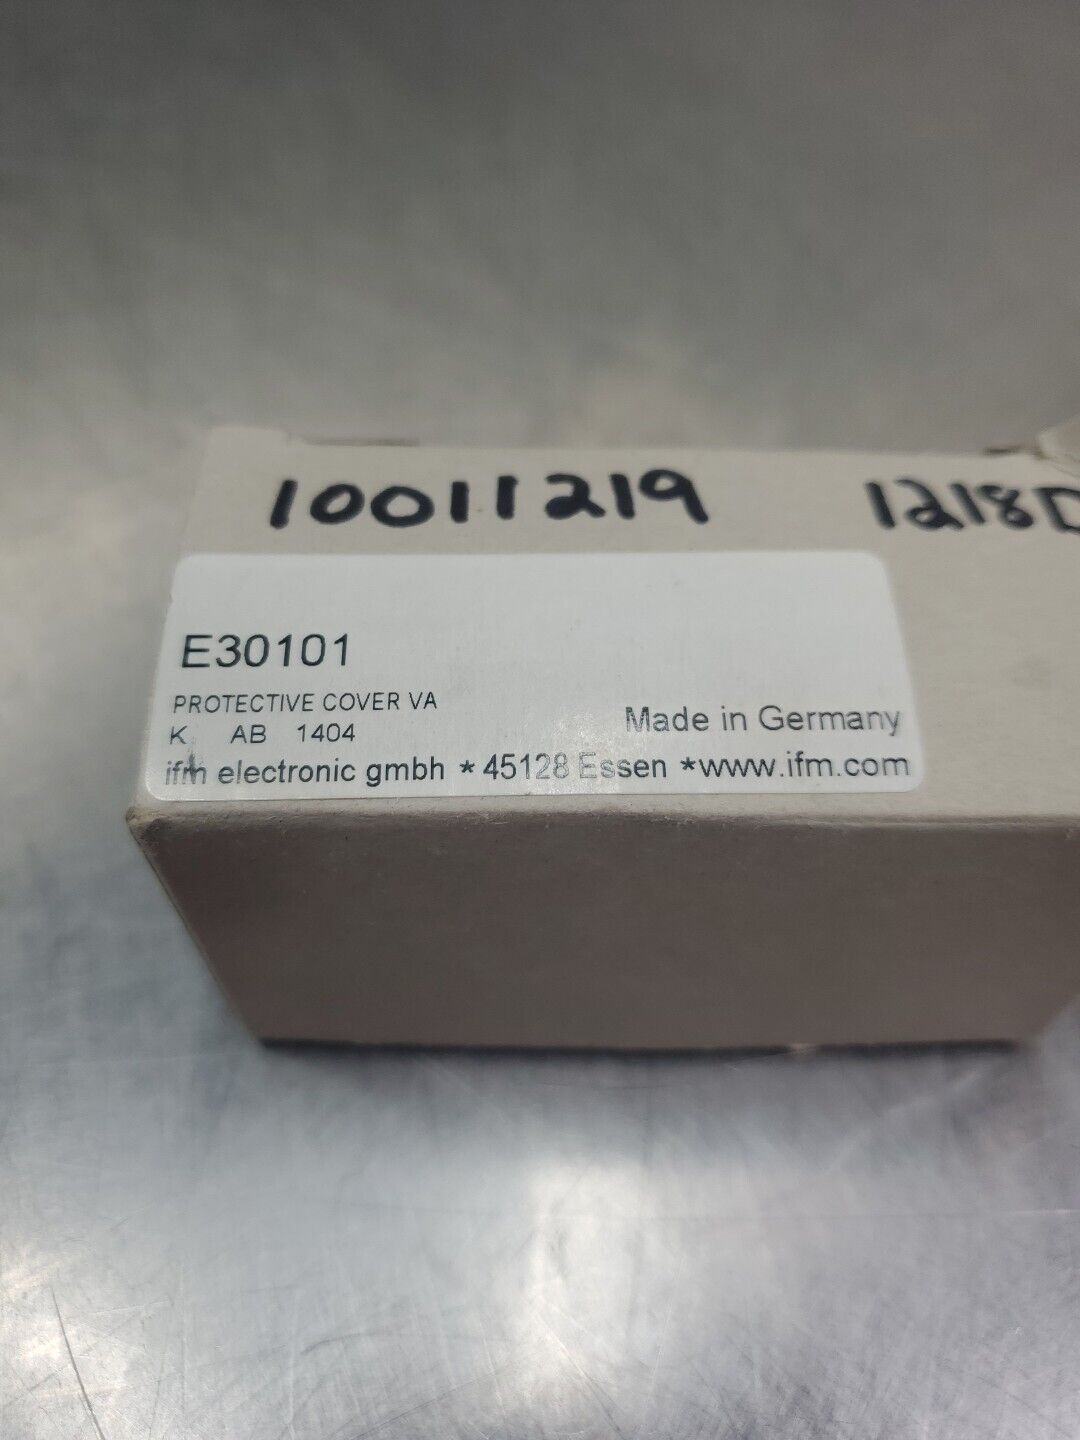 10011219 1218D
E30101
PROTECTIVE COVER VA
K AB 1404
Made in Germany
ifm electronic gmbh * 45128 Essen *www.ifm.com